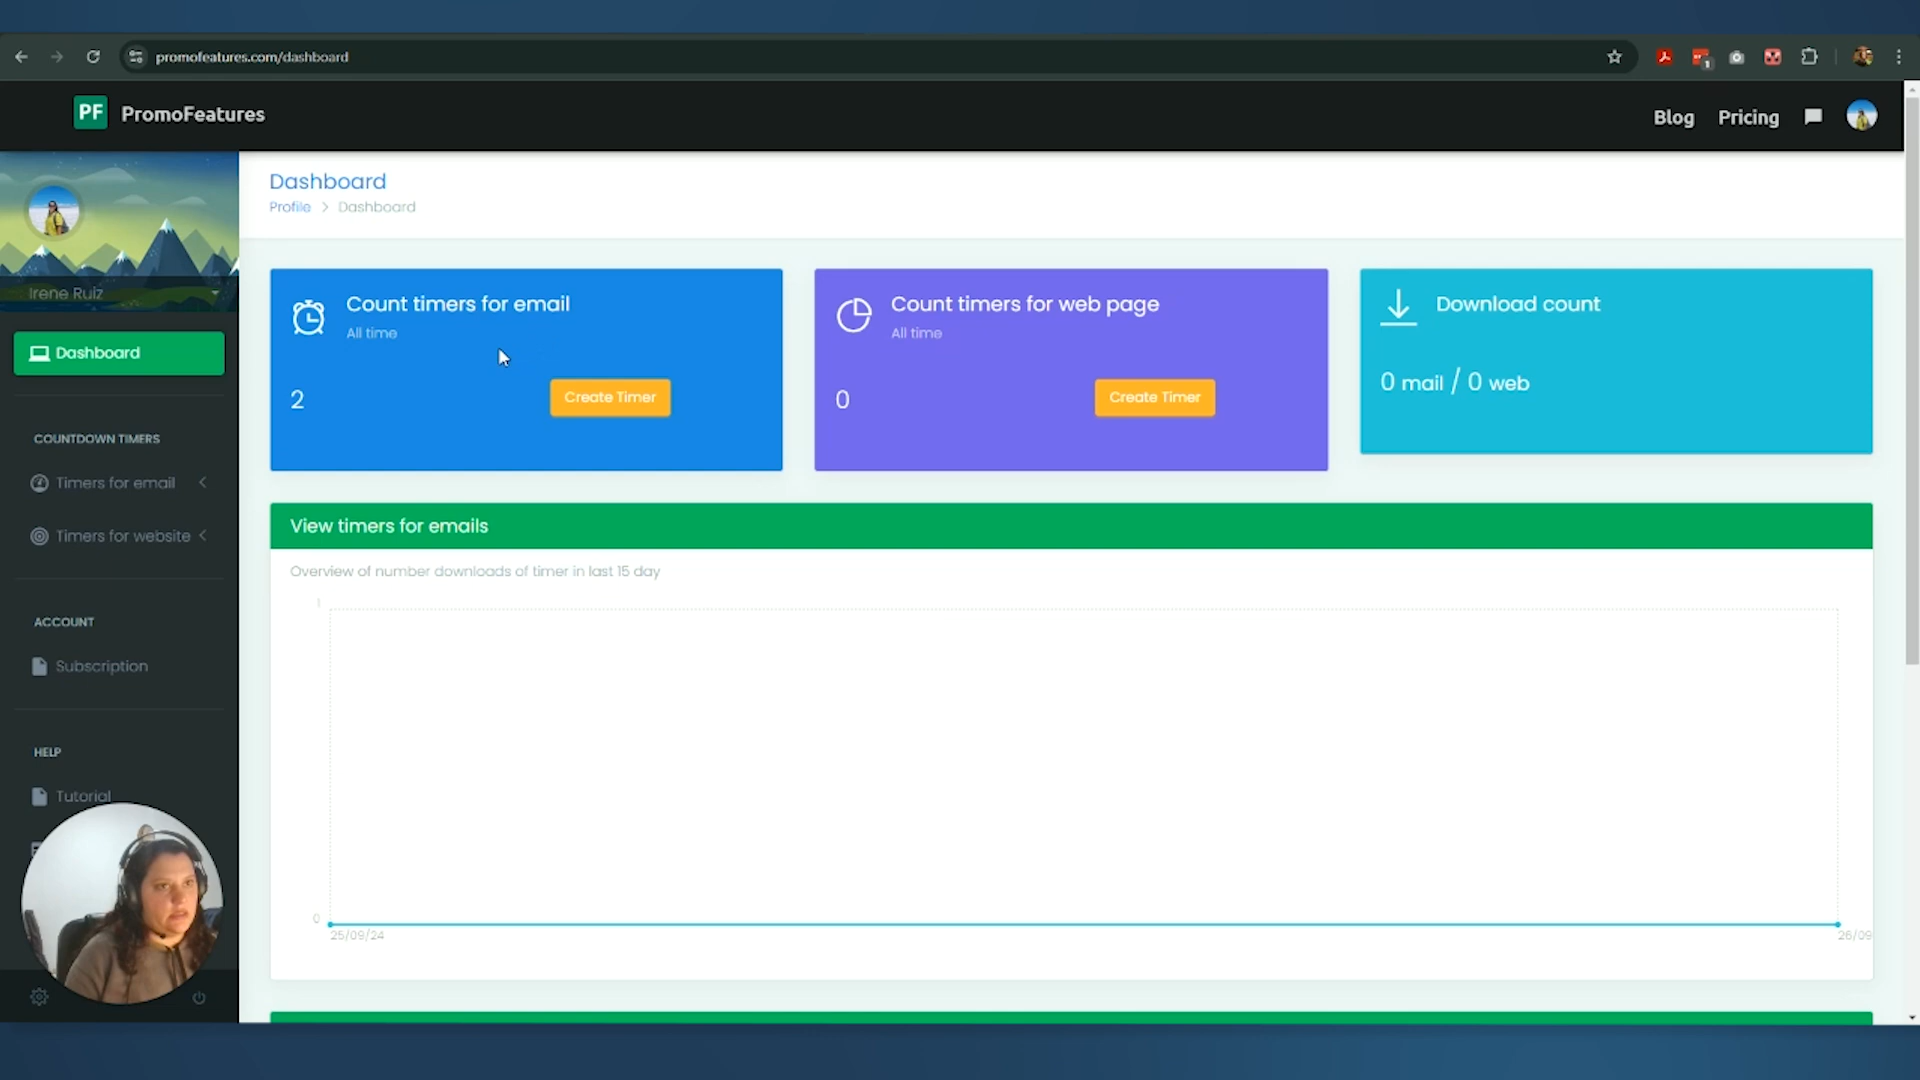 promofeatures.com/dashboard
1
PF PromoFeatures
Blog
Pricing
Irene Ruiz
Dashboard
COUNTDOWN TIMERS
Timers for email
Timers for website
ACCOUNT
Subscription
HELP
Tutorial
Dashboard
Profile > Dashboard
Count timers for email
All time
2
Create Timer
Count timers for web page
All time
0
Create Timer
Download count
0 mail / 0 web
View timers for emails
Overview of number downloads of timer in last 15 day
1
0
25/09/24
26/09